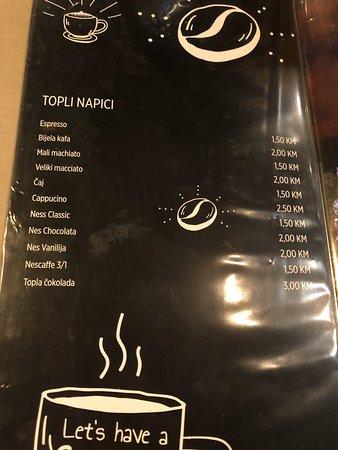 TOPLI NAPICI
Espresso 1,50 KM
Bijela kafa 2,00 KM
Mali machiato 1,50 KM
Veliki macciato 2,00 KM
Čaj 1,50 KM
Cappucino 2,50 KM
Ness Classic 1,50 KM
Nes Chocolata 2,00 KM
Nes Vanilija 2,00 KM
Nescaffe 3/1 1,50 KM
Topla čokolada 3,00 KM
Let's have a